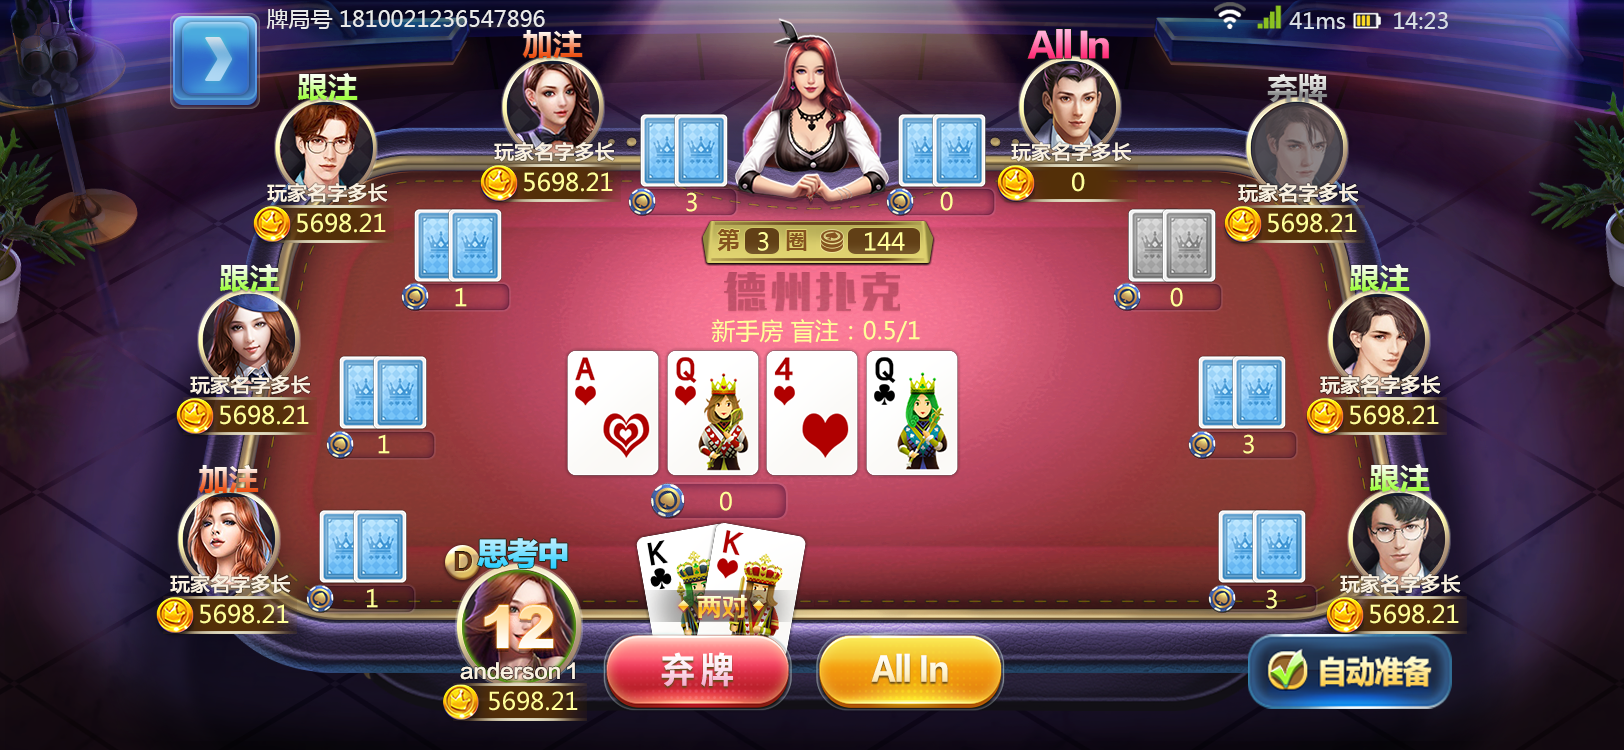 牌局号 1810021236547896
41ms 14:23
加注
All In
跟注
弃牌
玩家名字多长
5698.21
3
0
玩家名字多长
0
玩家名字多长
5698.21
玩家名字多长
5698.21
第 3 圈 144
1
0
德州扑克
新手房 盲注：0.5/1
跟注
玩家名字多长
5698.21
跟注
玩家名字多长
5698.21
A Q 4 Q
1
3
加注
玩家名字多长
5698.21
0
跟注
玩家名字多长
5698.21
1
3
D 思考中
12
anderson 1
5698.21
K K
两对
弃牌
All In
自动准备